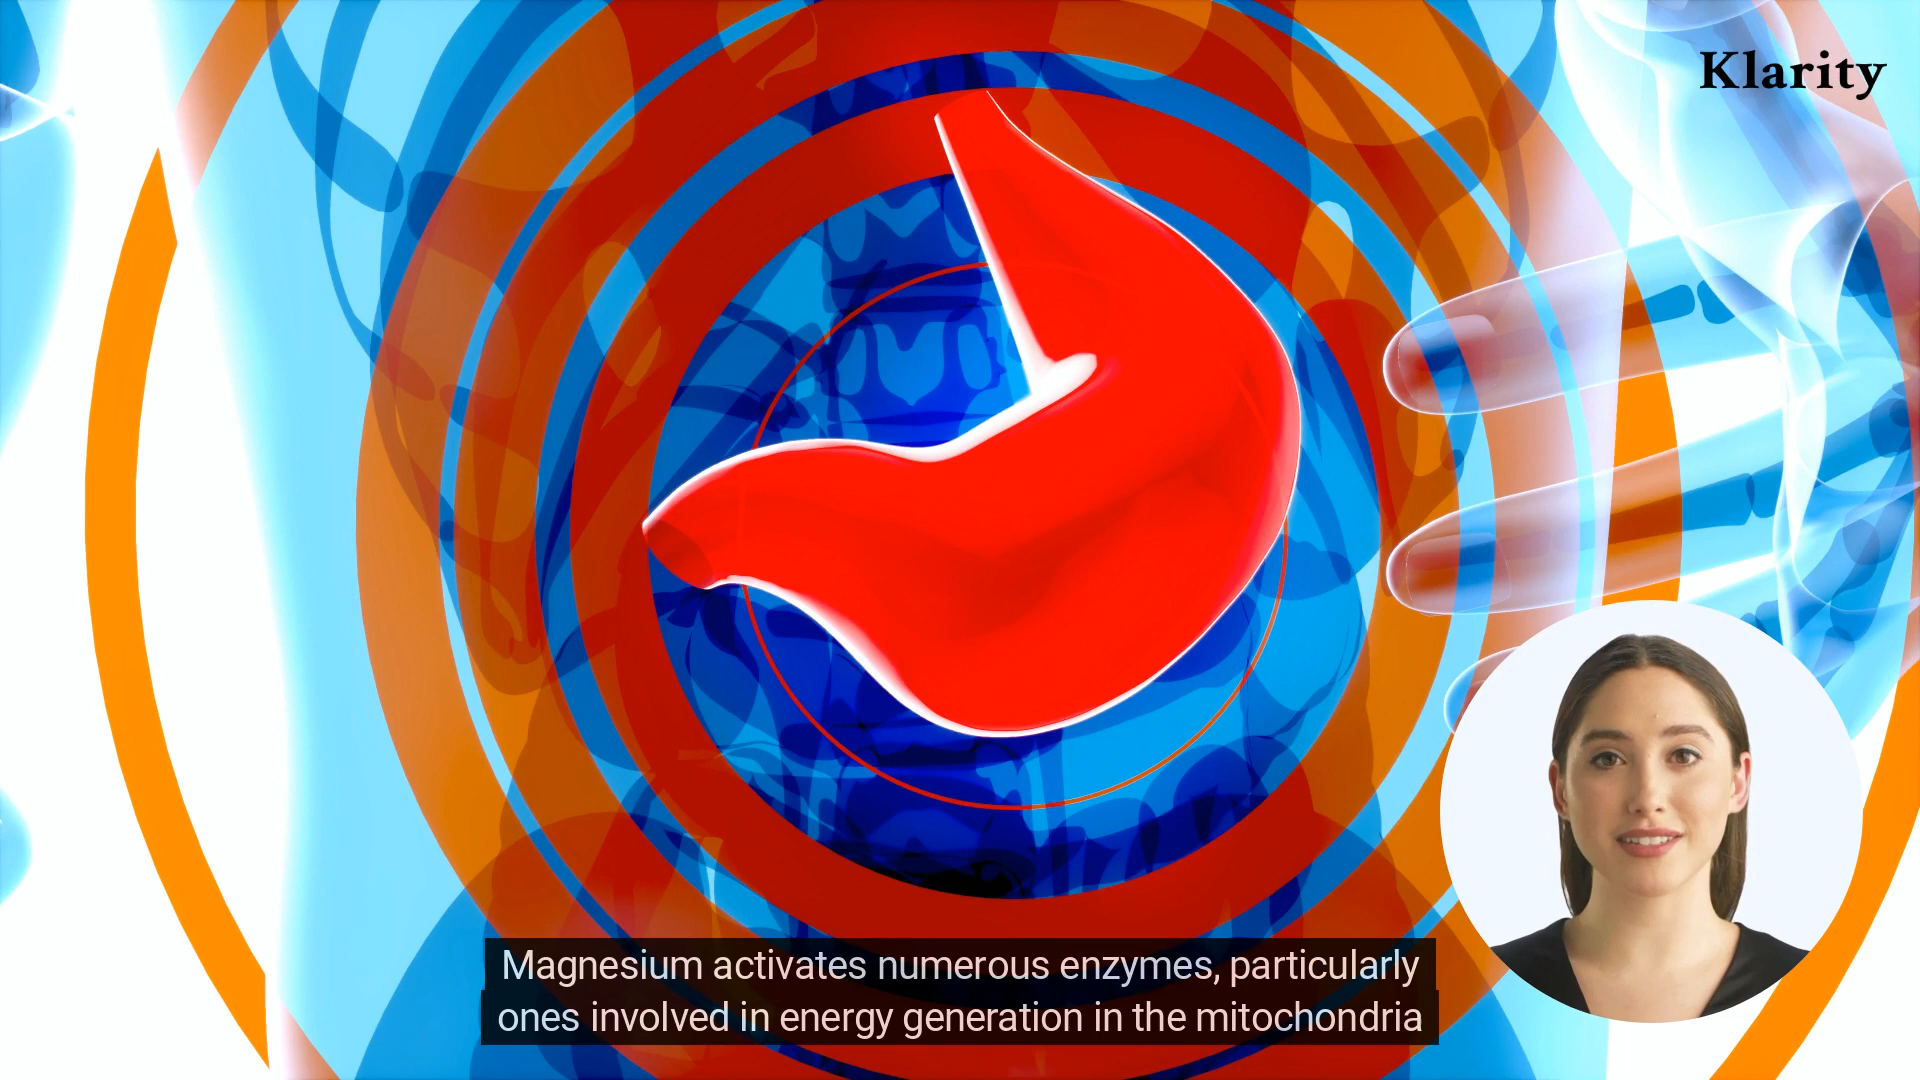 Klarity
Magnesium activates numerous enzymes, particularly
ones involved in energy generation in the mitochondria